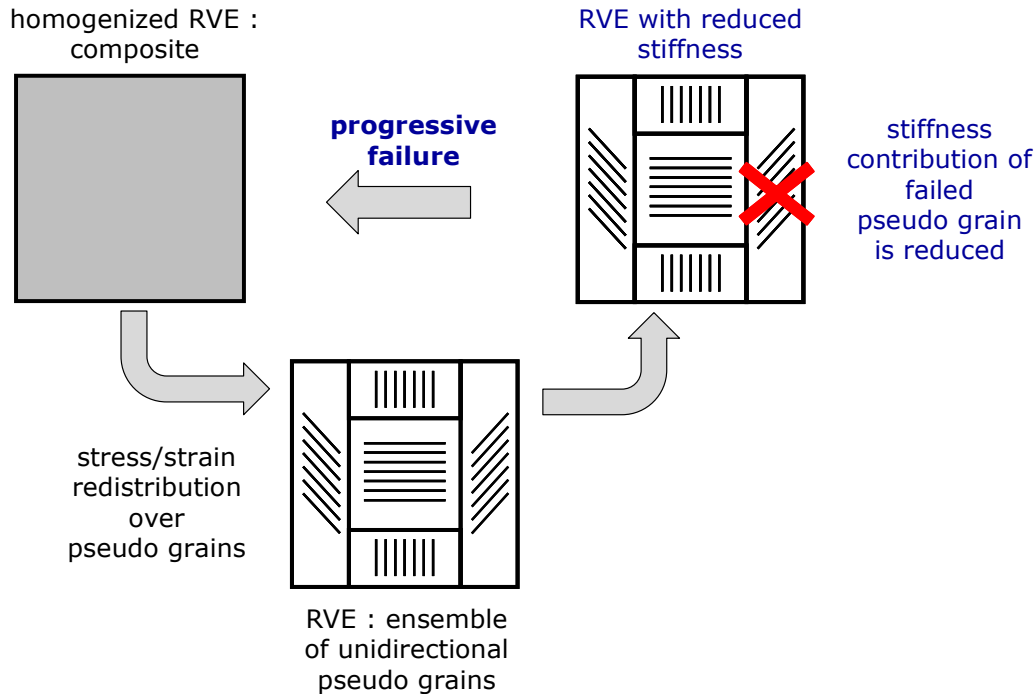 homogenized RVE :
composite
RVE with reduced
stiffness
progressive
failure
stiffness
contribution of
failed
pseudo grain
is reduced
stress/strain
redistribution
over
pseudo grains
RVE : ensemble
of unidirectional
pseudo grains